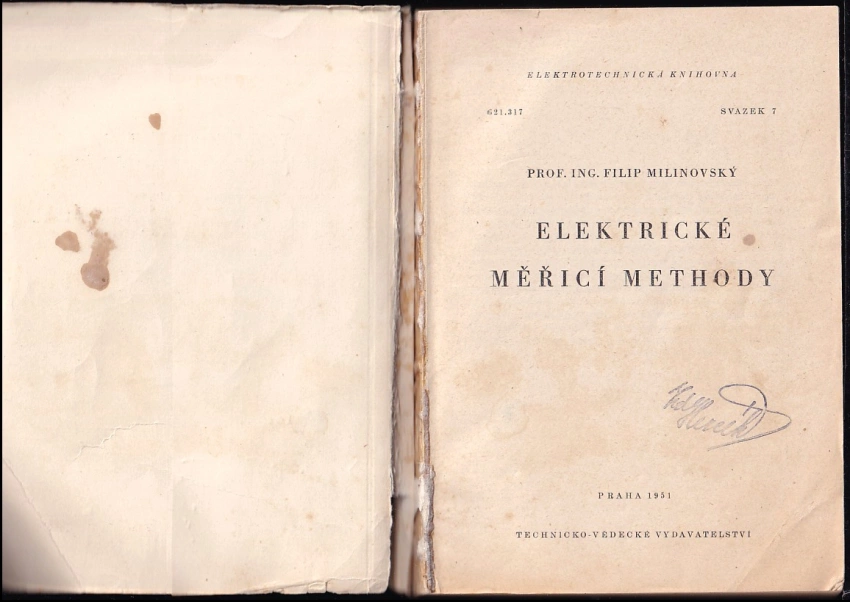 ELEKTROTECHNICKÁ KNIHOVNA
621.317 SVAZEK 7
PROF. ING. FILIP MILINOVSKÝ
ELEKTRICKÉ
MĚŘICÍ METHODY
PRAHA 1951
TECHNICKO-VĚDECKÉ VYDAVATELSTVÍ